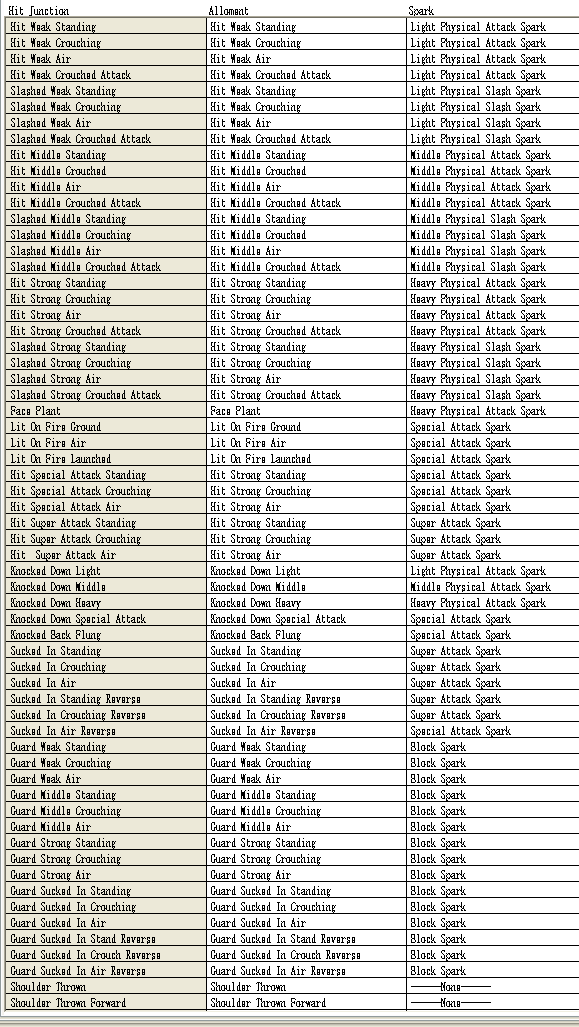 Hit Junction Alloment Spark
Hit Weak Standing Hit Weak Standing Light Physical Attack Spark
Hit Weak Crouching Hit Weak Crouching Light Physical Attack Spark
Hit Weak Air Hit Weak Air Light Physical Attack Spark
Hit Weak Crouched Attack Hit Weak Crouched Attack Light Physical Attack Spark
Slashed Weak Standing Hit Weak Standing Light Physical Slash Spark
Slashed Weak Crouching Hit Weak Crouching Light Physical Slash Spark
Slashed Weak Air Hit Weak Air Light Physical Slash Spark
Slashed Weak Crouched Attack Hit Weak Crouched Attack Light Physical Slash Spark
Hit Middle Standing Hit Middle Standing Middle Physical Attack Spark
Hit Middle Crouched Hit Middle Crouched Middle Physical Attack Spark
Hit Middle Air Hit Middle Air Middle Physical Attack Spark
Hit Middle Crouched Attack Hit Middle Crouched Attack Middle Physical Attack Spark
Slashed Middle Standing Hit Middle Standing Middle Physical Slash Spark
Slashed Middle Crouching Hit Middle Crouched Middle Physical Slash Spark
Slashed Middle Air Hit Middle Air Middle Physical Slash Spark
Slashed Middle Crouched Attack Hit Middle Crouched Attack Middle Physical Slash Spark
Hit Strong Standing Hit Strong Standing Heavy Physical Attack Spark
Hit Strong Crouching Hit Strong Crouching Heavy Physical Attack Spark
Hit Strong Air Hit Strong Air Heavy Physical Attack Spark
Hit Strong Crouched Attack Hit Strong Crouched Attack Heavy Physical Attack Spark
Slashed Strong Standing Hit Strong Standing Heavy Physical Slash Spark
Slashed Strong Crouching Hit Strong Crouching Heavy Physical Slash Spark
Slashed Strong Air Hit Strong Air Heavy Physical Slash Spark
Slashed Strong Crouched Attack Hit Strong Crouched Attack Heavy Physical Slash Spark
Face Plant Face Plant Heavy Physical Attack Spark
Lit On Fire Ground Lit On Fire Ground Special Attack Spark
Lit On Fire Air Lit On Fire Air Special Attack Spark
Lit On Fire Launched Lit On Fire Launched Special Attack Spark
Hit Special Attack Standing Hit Strong Standing Special Attack Spark
Hit Special Attack Crouching Hit Strong Crouching Special Attack Spark
Hit Special Attack Air Hit Strong Air Special Attack Spark
Hit Super Attack Standing Hit Strong Standing Super Attack Spark
Hit Super Attack Crouching Hit Strong Crouching Super Attack Spark
Hit Super Attack Air Hit Strong Air Super Attack Spark
Knocked Down Light Knocked Down Light Light Physical Attack Spark
Knocked Down Middle Knocked Down Middle Middle Physical Attack Spark
Knocked Down Heavy Knocked Down Heavy Heavy Physical Attack Spark
Knocked Down Special Attack Knocked Down Special Attack Special Attack Spark
Knocked Back Flung Knocked Back Flung Special Attack Spark
Sucked In Standing Sucked In Standing Super Attack Spark
Sucked In Crouching Sucked In Crouching Super Attack Spark
Sucked In Air Sucked In Air Super Attack Spark
Sucked In Standing Reverse Sucked In Standing Reverse Super Attack Spark
Sucked In Crouching Reverse Sucked In Crouching Reverse Super Attack Spark
Sucked In Air Reverse Sucked In Air Reverse Special Attack Spark
Guard Weak Standing Guard Weak Standing Block Spark
Guard Weak Crouching Guard Weak Crouching Block Spark
Guard Weak Air Guard Weak Air Block Spark
Guard Middle Standing Guard Middle Standing Block Spark
Guard Middle Crouching Guard Middle Crouching Block Spark
Guard Middle Air Guard Middle Air Block Spark
Guard Strong Standing Guard Strong Standing Block Spark
Guard Strong Crouching Guard Strong Crouching Block Spark
Guard Strong Air Guard Strong Air Block Spark
Guard Sucked In Standing Guard Sucked In Standing Block Spark
Guard Sucked In Crouching Guard Sucked In Crouching Block Spark
Guard Sucked In Air Guard Sucked In Air Block Spark
Guard Sucked In Stand Reverse Guard Sucked In Stand Reverse Block Spark
Guard Sucked In Crouch Reverse Guard Sucked In Crouch Reverse Block Spark
Guard Sucked In Air Reverse Guard Sucked In Air Reverse Block Spark
Shoulder Thrown Shoulder Thrown ------None------
Shoulder Thrown Forward Shoulder Thrown Forward ------None------